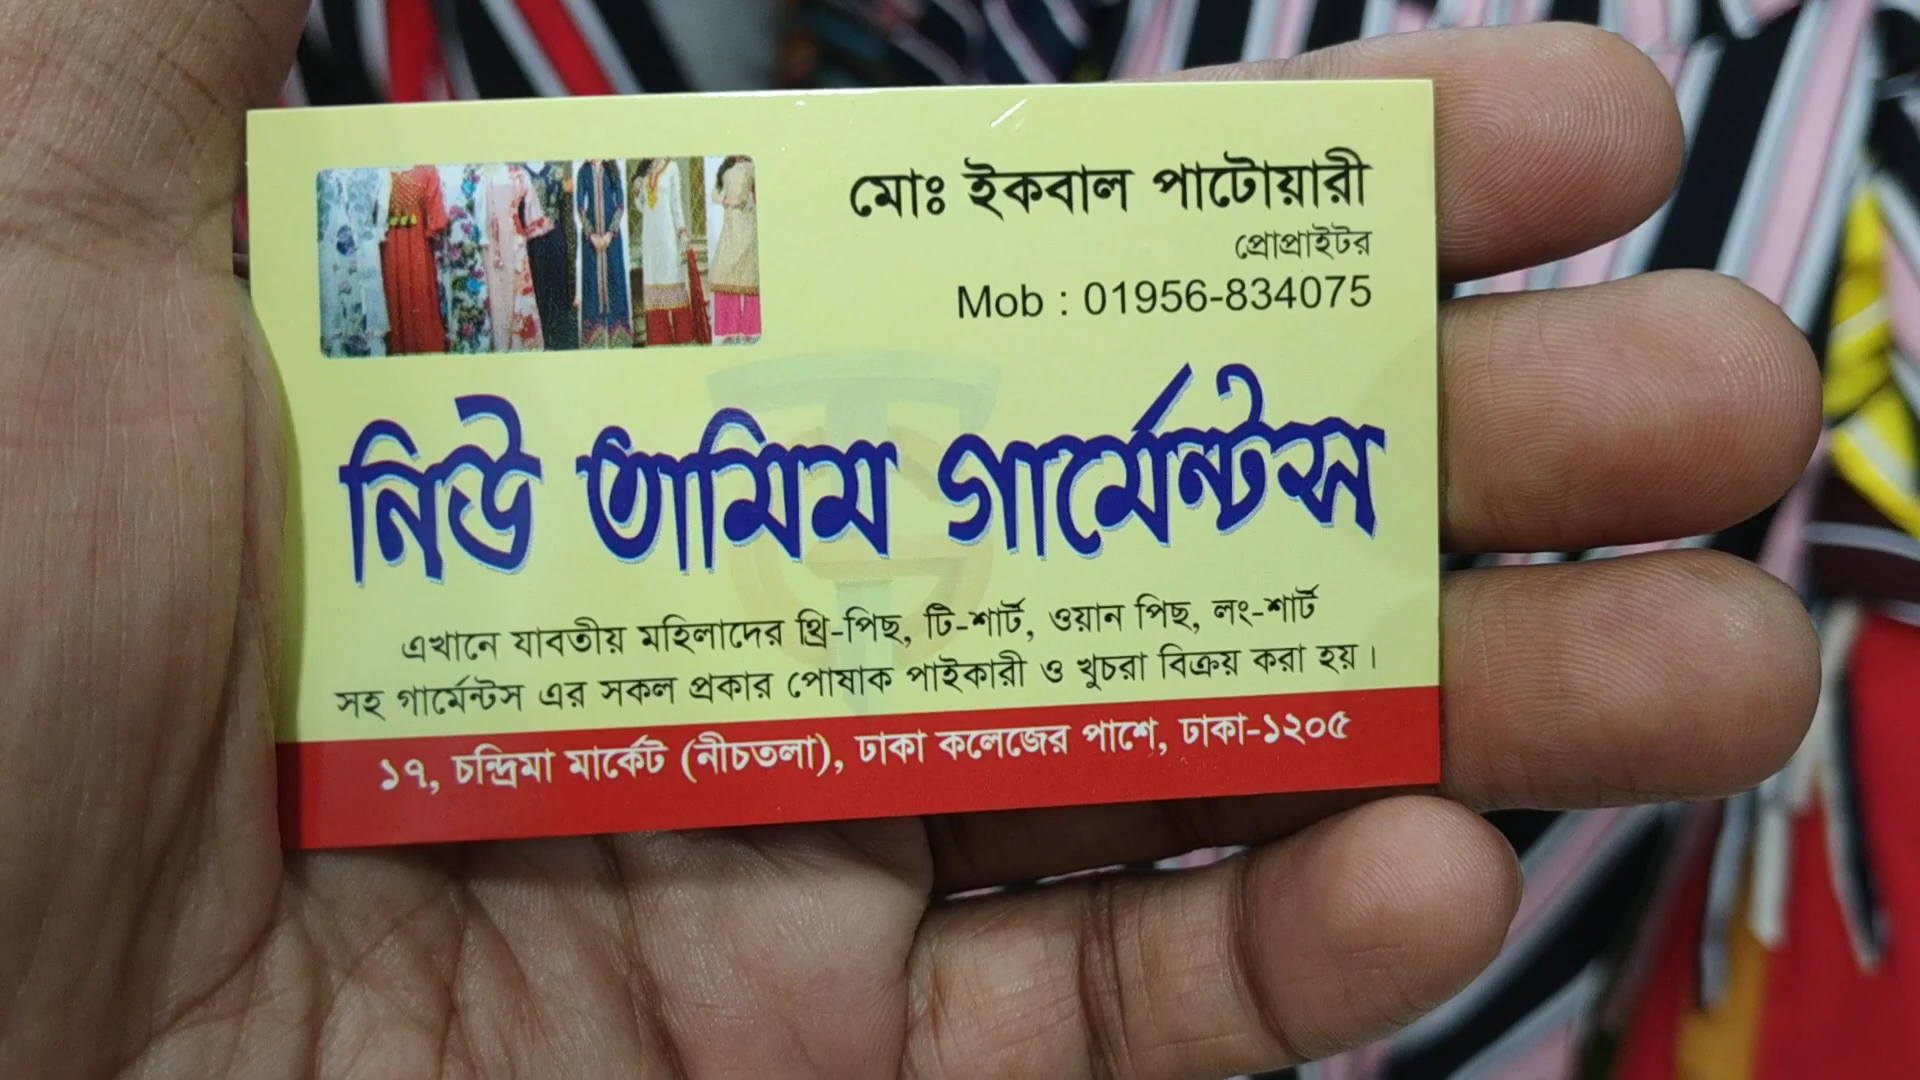 মোঃ ইকবাল পাটোয়ারী
প্রোপ্রাইটর
Mob : 01956-834075
নিউ তামিম গার্মেন্টস
এখানে যাবতীয় মহিলাদের থ্রি-পিছ, টি-শার্ট, ওয়ান পিছ, লং-শার্ট
সহ গার্মেন্টস এর সকল প্রকার পোষাক পাইকারী ও খুচরা বিক্রয় করা হয়।
১৭, চন্দ্রিমা মার্কেট (নীচতলা), ঢাকা কলেজের পাশে, ঢাকা-১২০৫